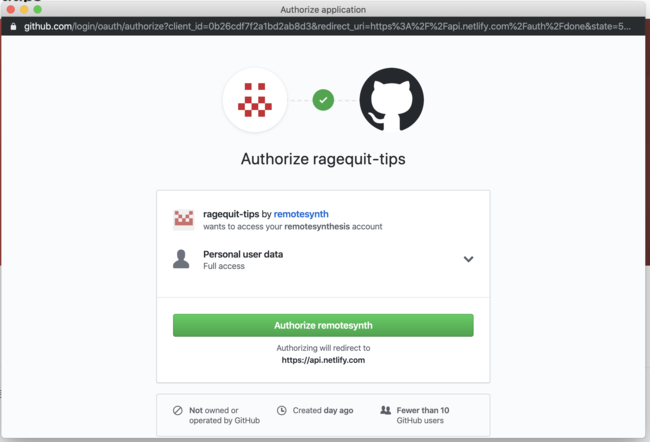 Authorize application
github.com/login/oauth/authorize?client_id=0b26cdf7f2a1bd2ab8d3&redirect_uri=https%3A%2F%2Fapi.netlify.com%2Fauth%2Fdone&state=5...
Authorize ragequit-tips
ragequit-tips by remotesynth
wants to access your remotesynthesis account
Personal user data
Full access
Authorize remotesynth
Authorizing will redirect to
https://api.netlify.com
Not owned or
operated by GitHub
Created day ago
Fewer than 10
GitHub users